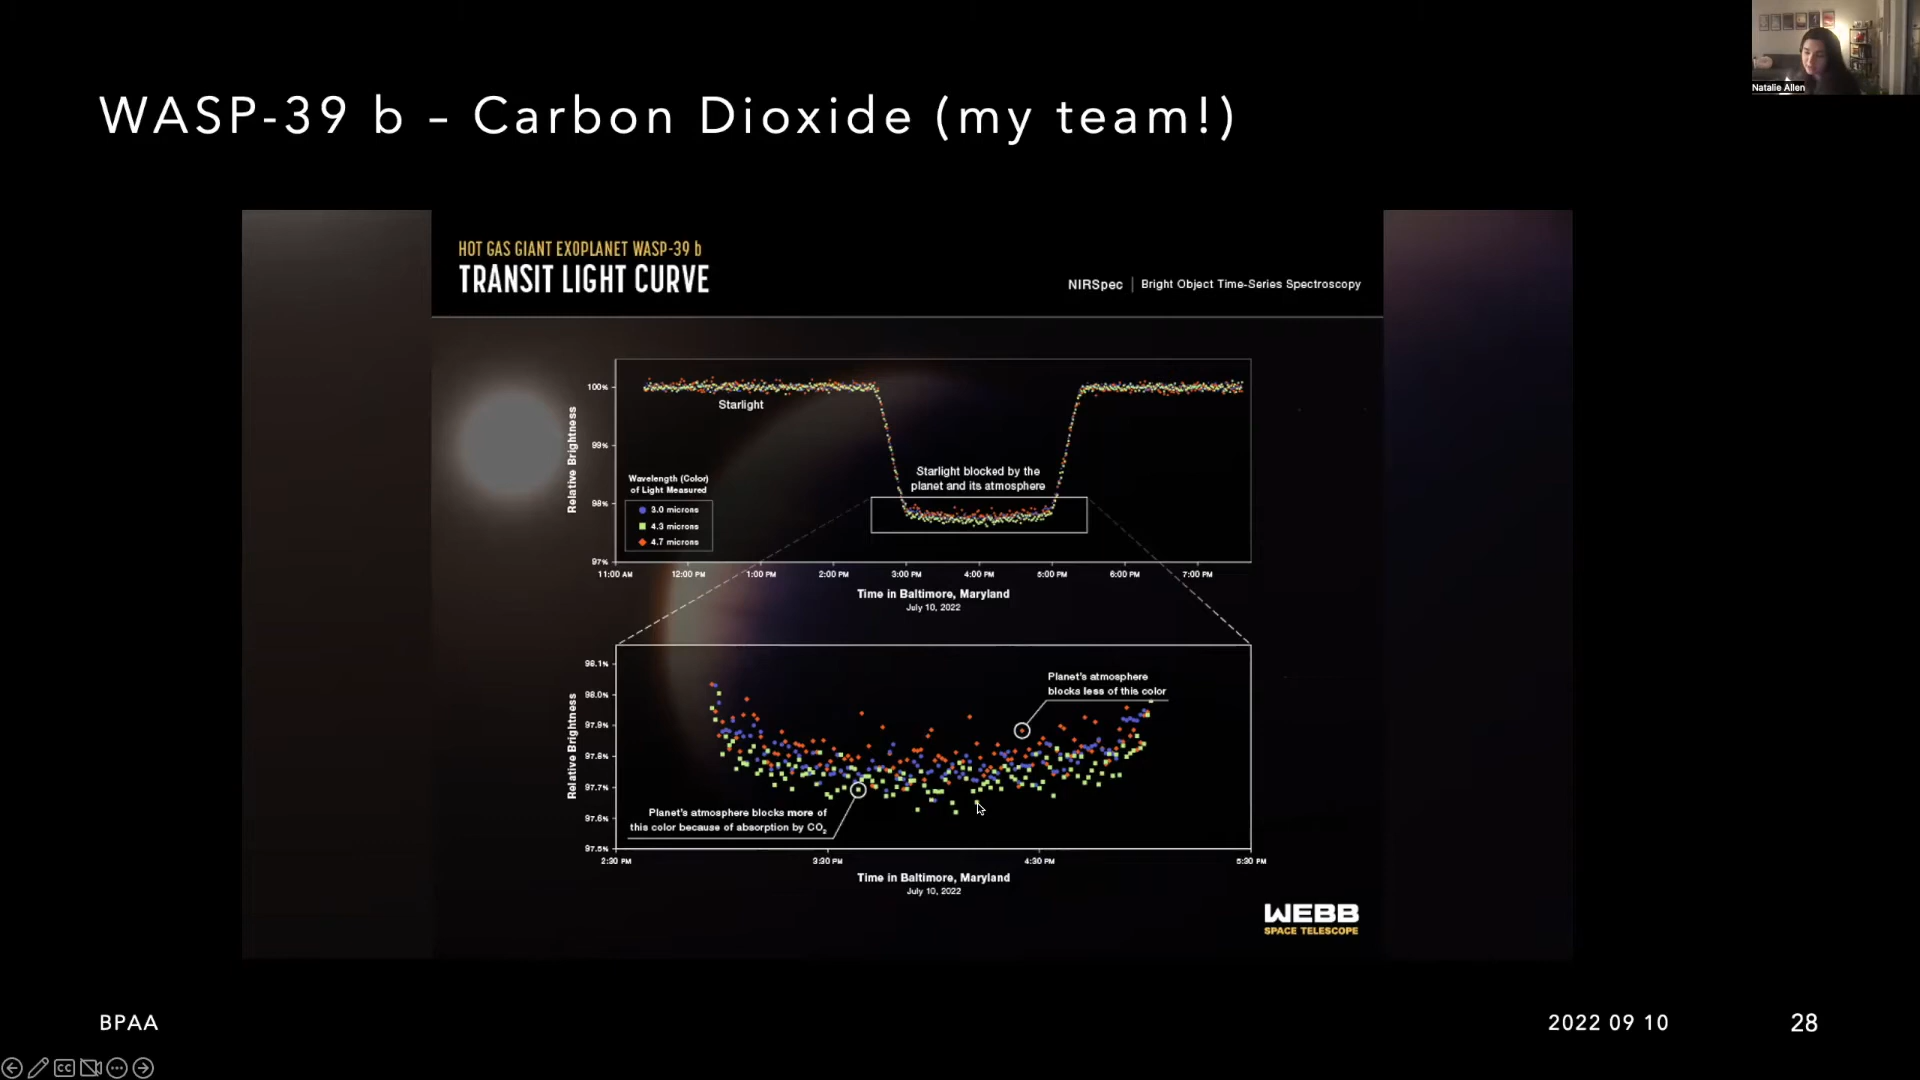 Natalie Allen
WASP-39 b – Carbon Dioxide (my team!)
HOT GAS GIANT EXOPLANET WASP-39 b
TRANSIT LIGHT CURVE
NIRSpec | Bright Object Time-Series Spectroscopy
100%
99%
98%
97%
Relative Brightness
Starlight
Starlight blocked by the
planet and its atmosphere
Wavelength (Color)
of Light Measured
3.0 microns
4.3 microns
4.7 microns
11:00 AM 12:00 PM 1:00 PM 2:00 PM 3:00 PM 4:00 PM 5:00 PM 6:00 PM 7:00 PM
Time in Baltimore, Maryland
July 10, 2022
98.1%
98.0%
97.9%
97.8%
97.7%
97.6%
97.5%
Relative Brightness
Planet's atmosphere
blocks less of this color
Planet's atmosphere blocks more of
this color because of absorption by CO₂
2:30 PM 3:30 PM 4:30 PM 5:30 PM
Time in Baltimore, Maryland
July 10, 2022
WEBB
SPACE TELESCOPE
BPAA
2022 09 10
28
CC